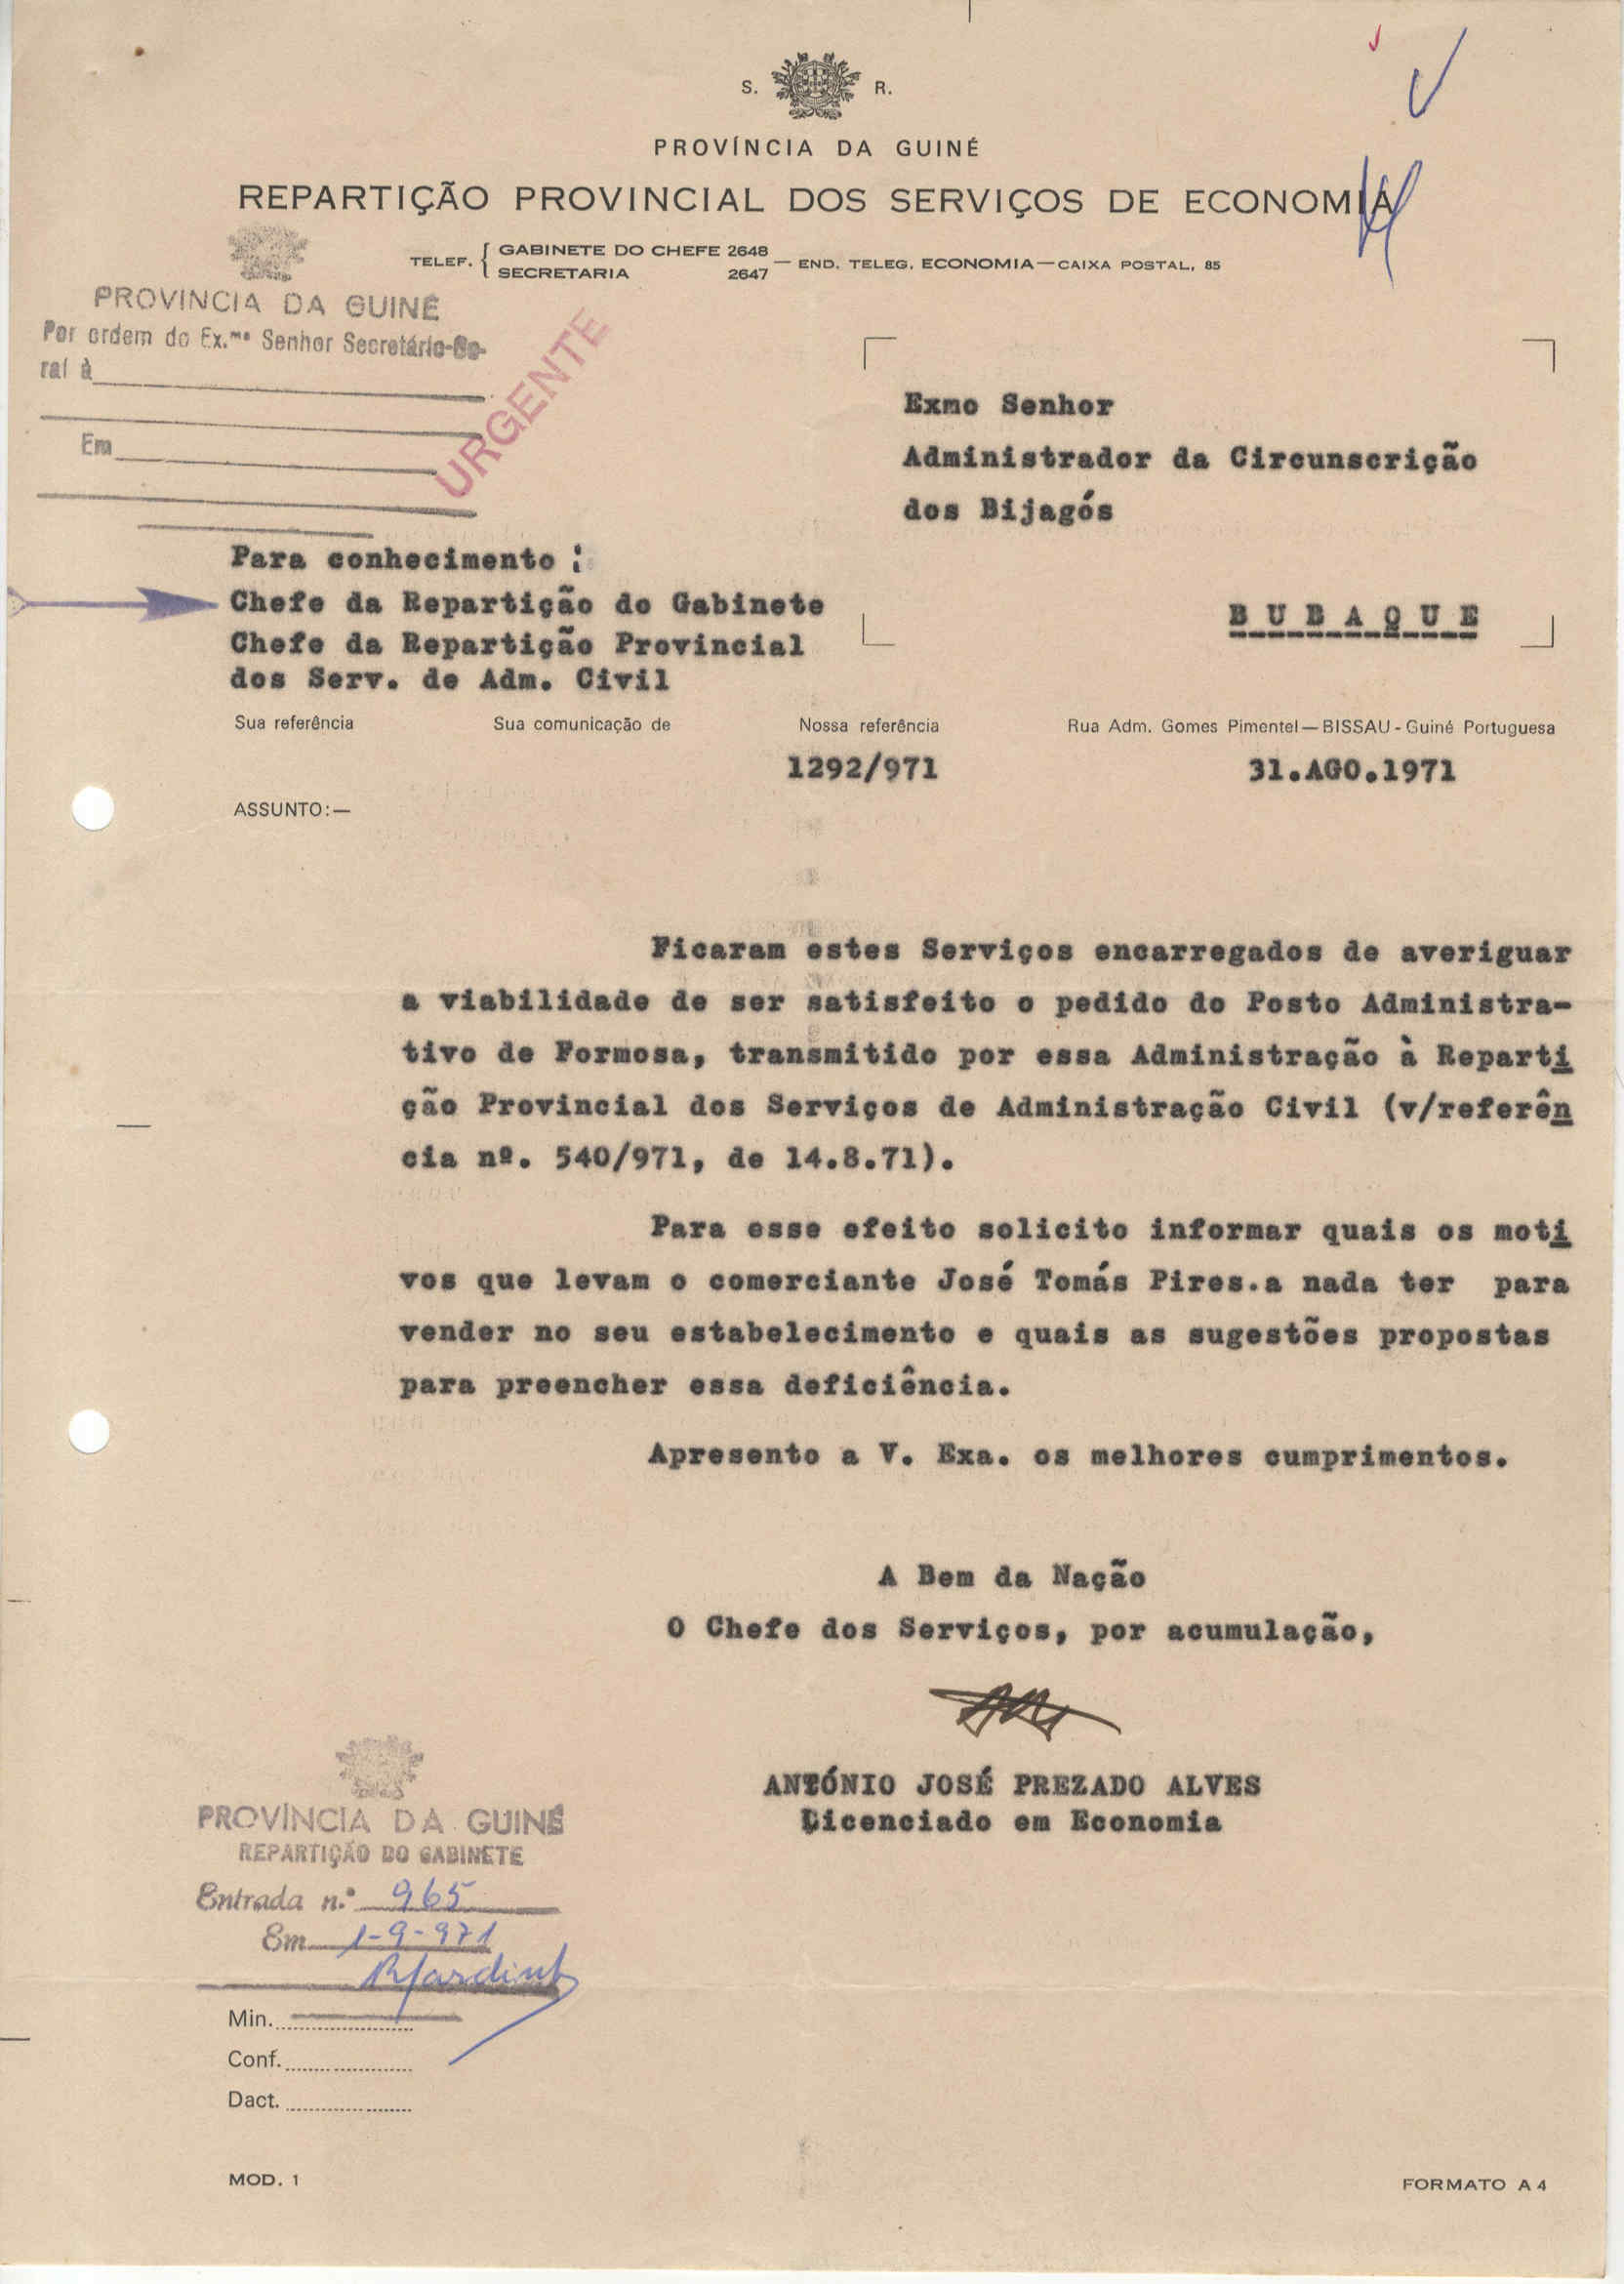 S. R.
PROVÍNCIA DA GUINÉ
REPARTIÇÃO PROVINCIAL DOS SERVIÇOS DE ECONOMIA
TELEF. { GABINETE DO CHEFE 2648
SECRETARIA 2647 — END. TELEG. ECONOMIA — CAIXA POSTAL, 85
PROVINCIA DA GUINÉ
Por ordem do Ex.mo Senhor Secretário-Ge-
ral à
Em
URGENTE
Exmo Senhor
Administrador da Circunscrição
dos Bijagós
BUBAQUE
Para conhecimento :
Chefe da Repartição do Gabinete
Chefe da Repartição Provincial
dos Serv. de Adm. Civil
Sua referência Sua comunicação de Nossa referência Rua Adm. Gomes Pimentel — BISSAU - Guiné Portuguesa
1292/971 31.AGO.1971
ASSUNTO: —
Ficaram estes Serviços encarregados de averiguar
a viabilidade de ser satisfeito o pedido do Posto Administra-
tivo de Formosa, transmitido por essa Administração à Reparti
ção Provincial dos Serviços de Administração Civil (v/referên
cia nº. 540/971, de 14.8.71).
Para esse efeito solicito informar quais os moti
vos que levam o comerciante José Tomás Pires.a nada ter para
vender no seu estabelecimento e quais as sugestões propostas
para preencher essa deficiência.
Apresento a V. Exa. os melhores cumprimentos.
A Bem da Nação
O Chefe dos Serviços, por acumulação,
ANTÓNIO JOSÉ PREZADO ALVES
Licenciado em Economia
PROVÍNCIA DA GUINÉ
REPARTIÇÃO DO GABINETE
Entrada n.º 965
Em 1-9-971
Min.
Conf.
Dact.
MOD. 1
FORMATO A 4